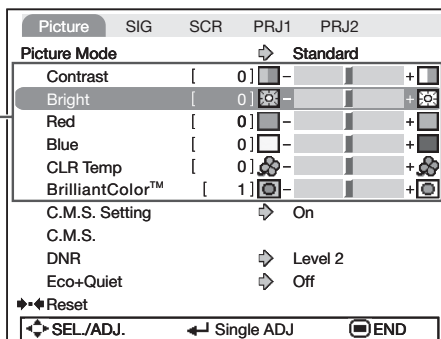 Picture SIG SCR PRJ1 PRJ2
Picture Mode Standard
Contrast [ 0 ] - +
Bright [ 0 ] - +
Red [ 0 ] - +
Blue [ 0 ] - +
CLR Temp [ 0 ] - +
BrilliantColor™ [ 1 ] - +
C.M.S. Setting On
C.M.S.
DNR Level 2
Eco+Quiet Off
Reset
SEL./ADJ. Single ADJ END